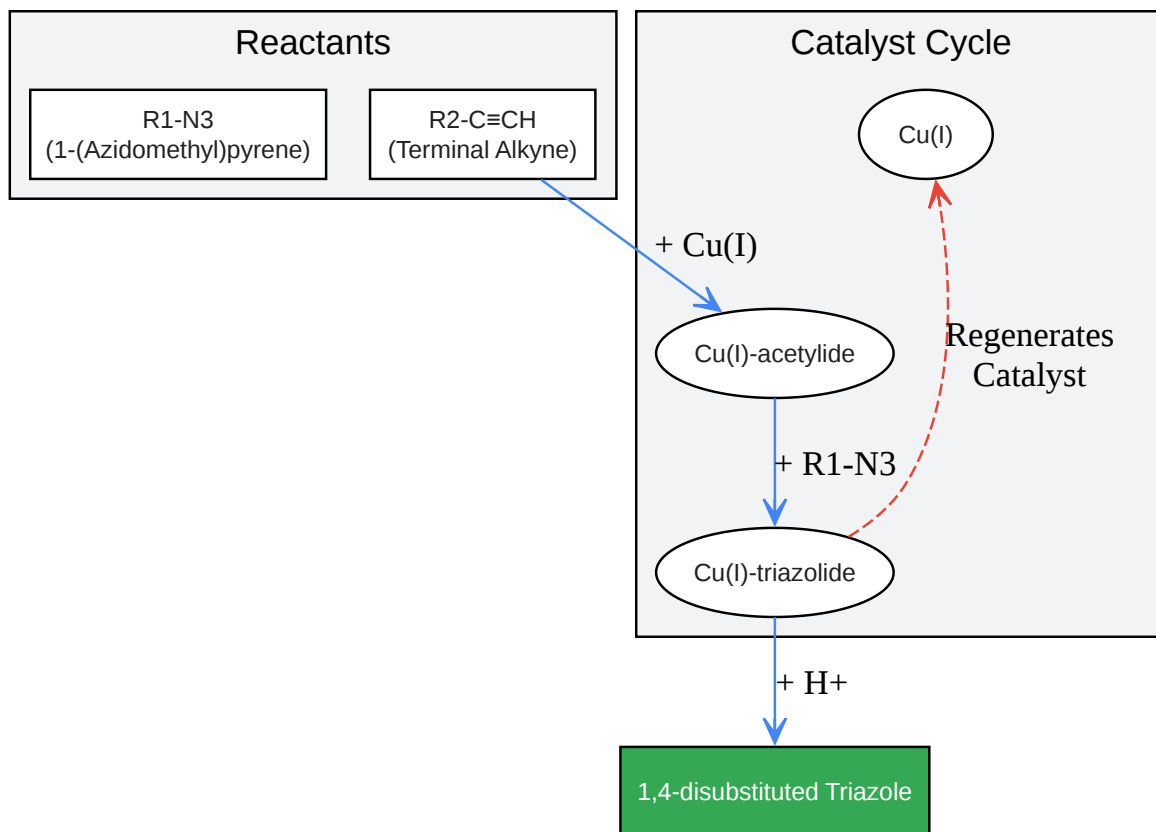 Reactants
R1-N3
(1-(Azidomethyl)pyrene)
R2-C≡CH
(Terminal Alkyne)
Catalyst Cycle
Cu(I)
+ Cu(I)
Cu(I)-acetylide
Regenerates
Catalyst
+ R1-N3
Cu(I)-triazolide
+ H+
1,4-disubstituted Triazole